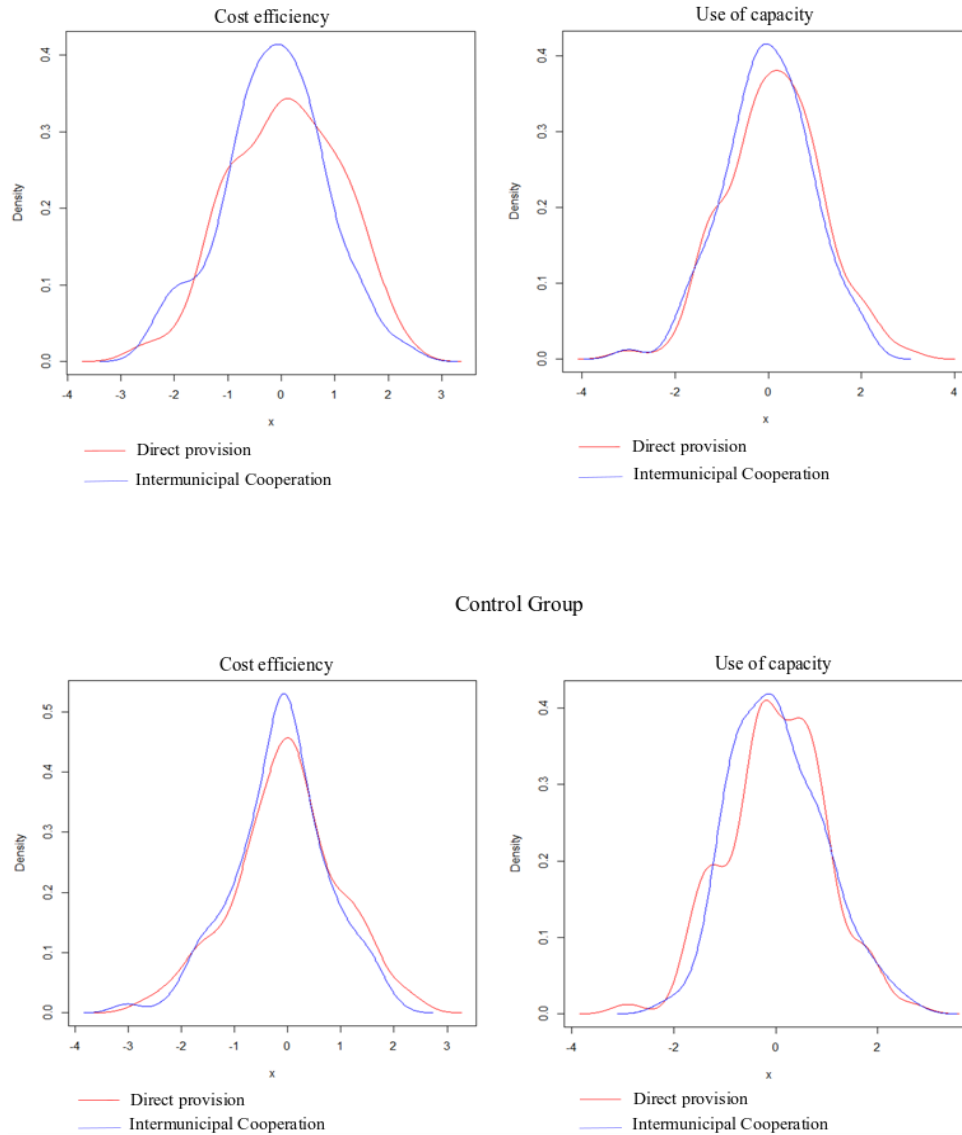 Cost efficiency
Density
0.0 0.1 0.2 0.3 0.4
-4 -3 -2 -1 0 1 2 3
x
Direct provision
Intermunicipal Cooperation
Use of capacity
Density
0.0 0.1 0.2 0.3 0.4
-4 -2 0 2 4
x
Direct provision
Intermunicipal Cooperation
Control Group
Cost efficiency
Density
0.0 0.1 0.2 0.3 0.4 0.5
-4 -3 -2 -1 0 1 2 3
x
Direct provision
Intermunicipal Cooperation
Use of capacity
Density
0.0 0.1 0.2 0.3 0.4
-4 -2 0 2
x
Direct provision
Intermunicipal Cooperation